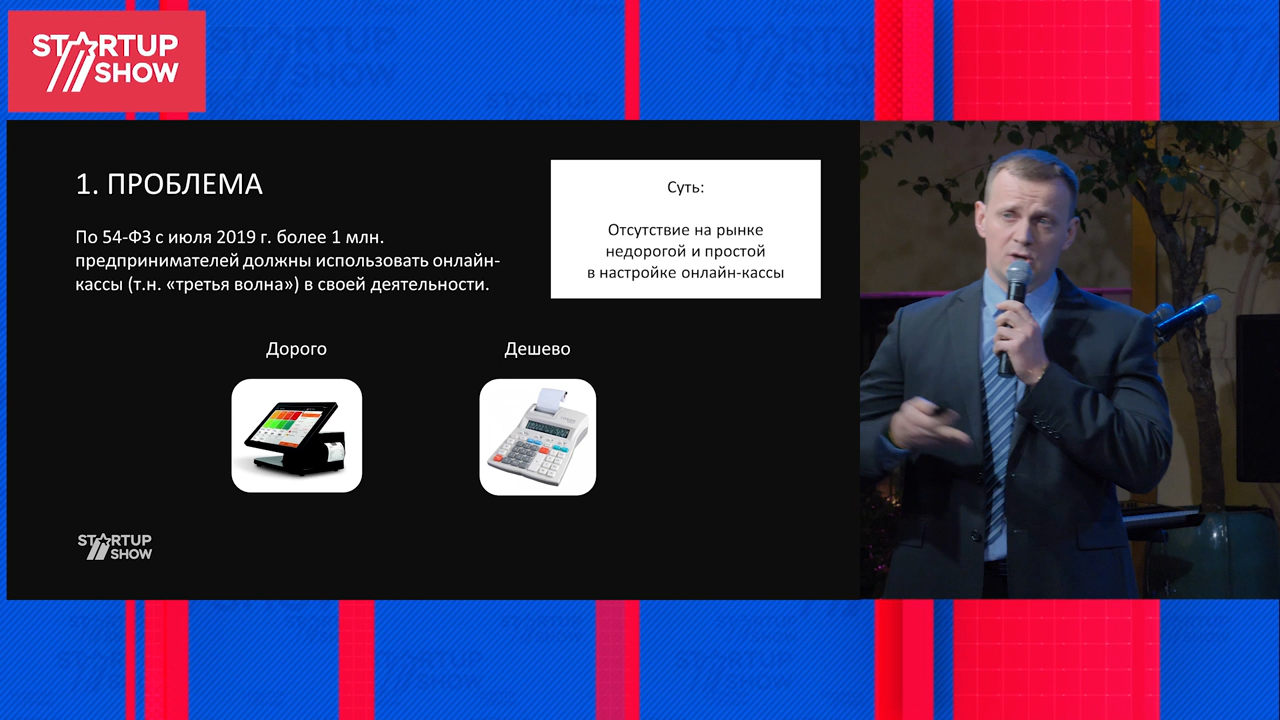 STARTUP
SHOW
1. ПРОБЛЕМА
По 54-ФЗ с июля 2019 г. более 1 млн.
предпринимателей должны использовать онлайн-
кассы (т.н. «третья волна») в своей деятельности.
Суть:
Отсутствие на рынке
недорогой и простой
в настройке онлайн-кассы
Дорого
Дешево
STARTUP
SHOW